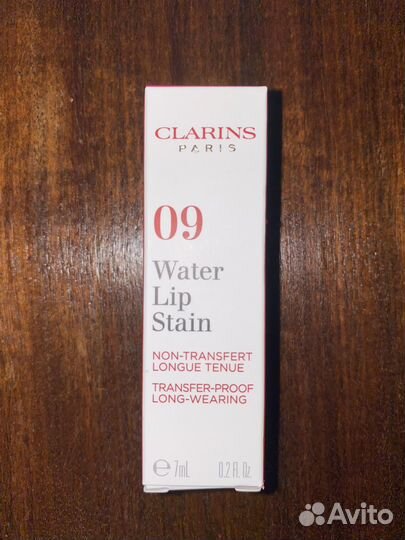 CLARINS
PARIS
09
Water
Lip
Stain
NON-TRANSFERT
LONGUE TENUE
TRANSFER-PROOF
LONG-WEARING
℮ 7mL 0.2 Fl. Oz.
Avito